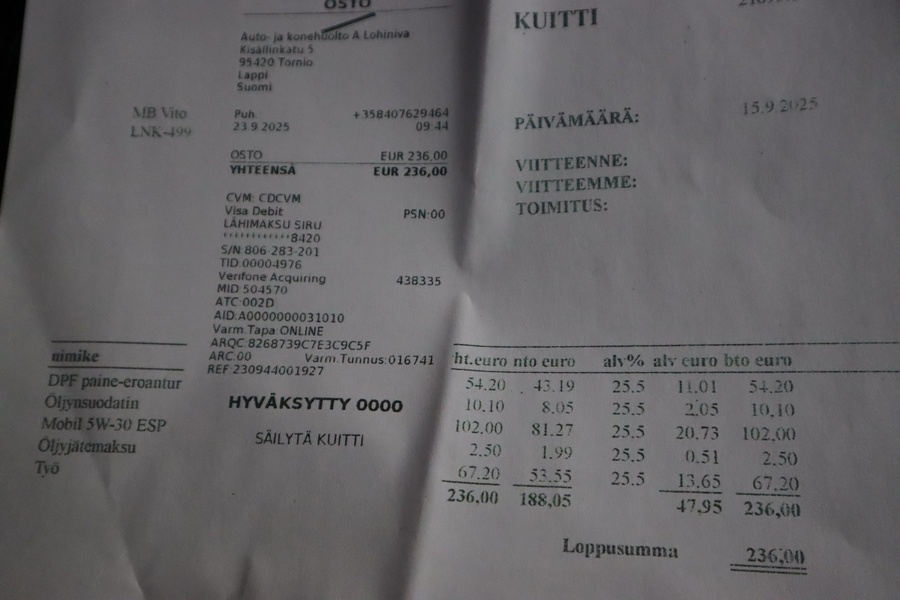 OSTO
Auto- ja konehuolto A Lohiniva
Kisällinkatu 5
95420 Tornio
Lappi
Suomi
Puh. +358407629464
23.9.2025 09:44
OSTO EUR 236,00
YHTEENSÄ EUR 236,00
CVM: CDCVM
Visa Debit PSN:00
LÄHIMAKSU SIRU
************8420
S/N:806-283-201
TID:00004976
Verifone Acquiring 438335
MID:504570
ATC:002D
AID:A0000000031010
Varm.Tapa:ONLINE
ARQC:8268739C7E3C9C5F
ARC:00 Varm.Tunnus:016741
REF 230944001927
HYVÄKSYTTY 0000
SÄILYTÄ KUITTI
MB Vito
LNK-499
KUITTI
PÄIVÄMÄÄRÄ: 15.9.2025
VIITTEENNE:
VIITTEEMME:
TOIMITUS:
nimike ht.euro nto euro alv% alv euro bto euro
DPF paine-eroantur 54.20 43.19 25.5 11.01 54.20
Öljynsuodatin 10.10 8.05 25.5 2.05 10.10
Mobil 5W-30 ESP 102,00 81.27 25.5 20.73 102,00
Öljyjätemaksu 2.50 1.99 25.5 0.51 2.50
Työ 67.20 53.55 25.5 13.65 67.20
236,00 188,05 47,95 236,00
Loppusumma 236,00